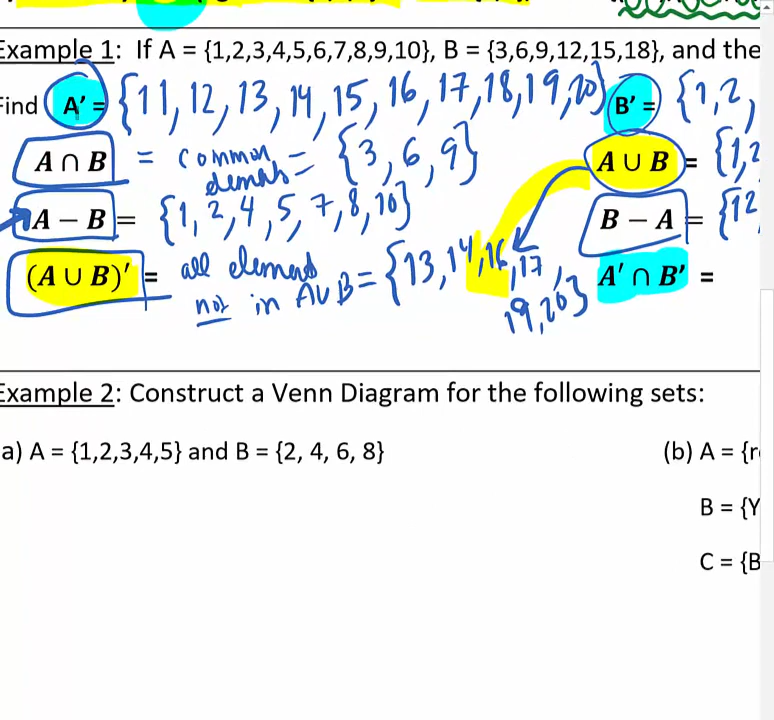 Example 1: If A = {1,2,3,4,5,6,7,8,9,10}, B = {3,6,9,12,15,18}, and the
Find A′ = {11, 12, 13, 14, 15, 16, 17, 18, 19, 20} B′ = {1, 2,
A ∩ B = common elements = {3, 6, 9} A ∪ B = {1, 2
A − B = {1, 2, 4, 5, 7, 8, 10} B − A = {12
(A ∪ B)′ = all elements not in A∪B = {13, 14, 16, 17, 19, 20} A′ ∩ B′ =
Example 2: Construct a Venn Diagram for the following sets:
a) A = {1,2,3,4,5} and B = {2, 4, 6, 8} (b) A = {r
B = {Y
C = {B